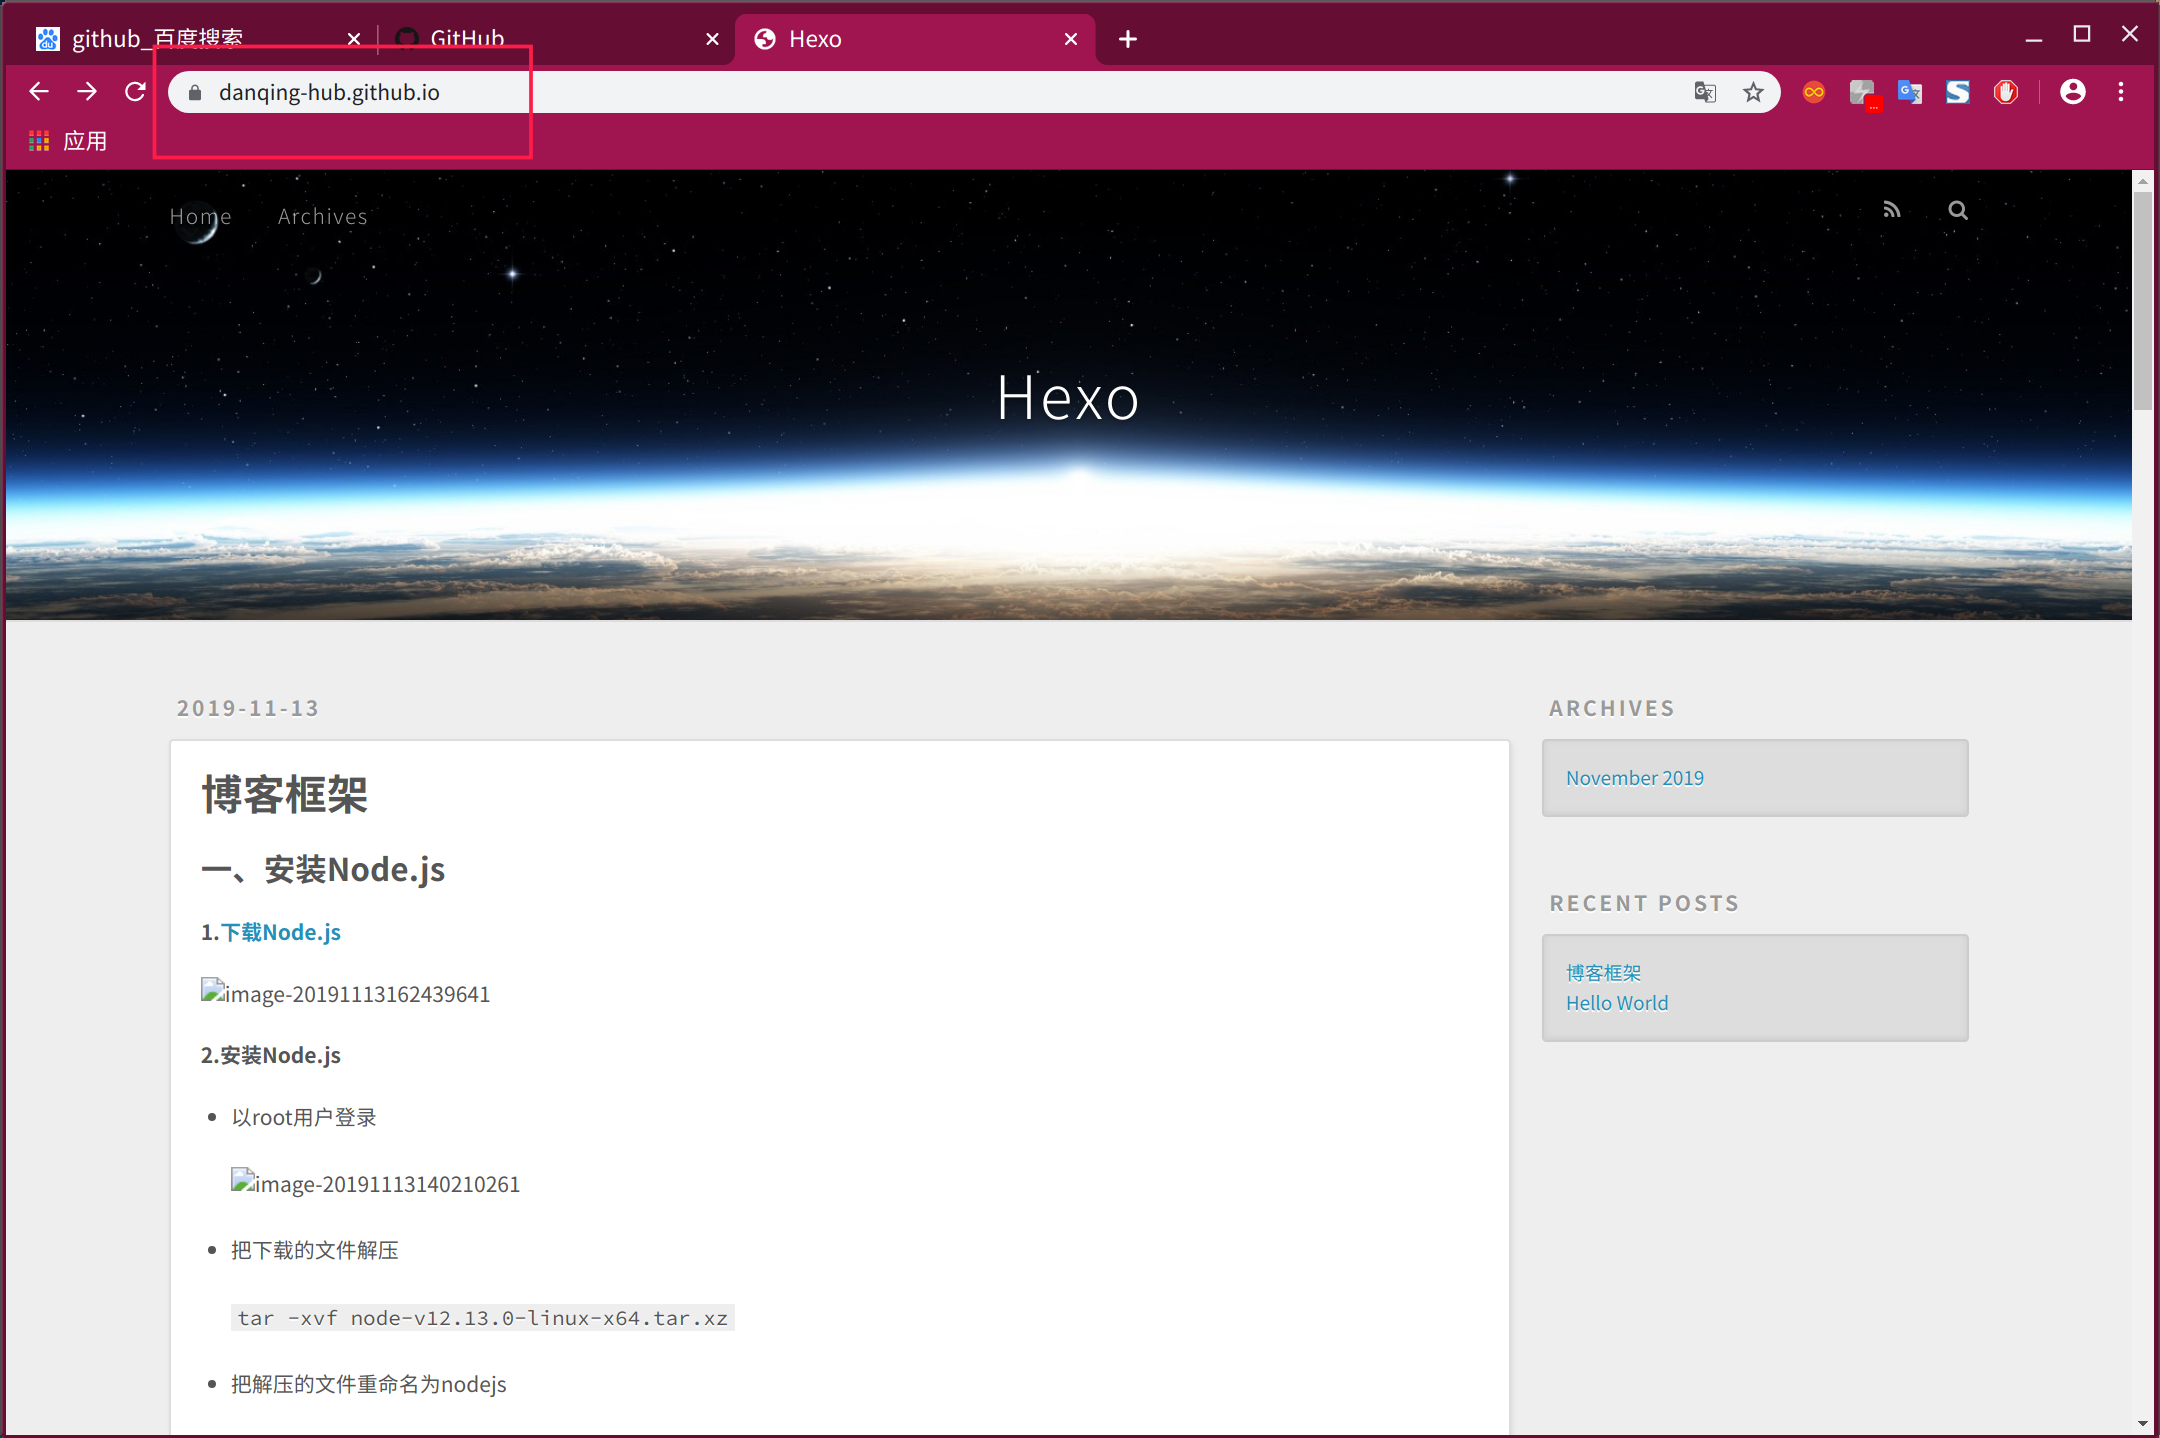 github_百度搜索
GitHub
Hexo
danqing-hub.github.io
应用
Home
Archives
Hexo
2019-11-13
博客框架
一、安装Node.js
1.下载Node.js
image-20191113162439641
2.安装Node.js
以root用户登录
image-20191113140210261
把下载的文件解压
tar -xvf node-v12.13.0-linux-x64.tar.xz
把解压的文件重命名为nodejs
ARCHIVES
November 2019
RECENT POSTS
博客框架
Hello World